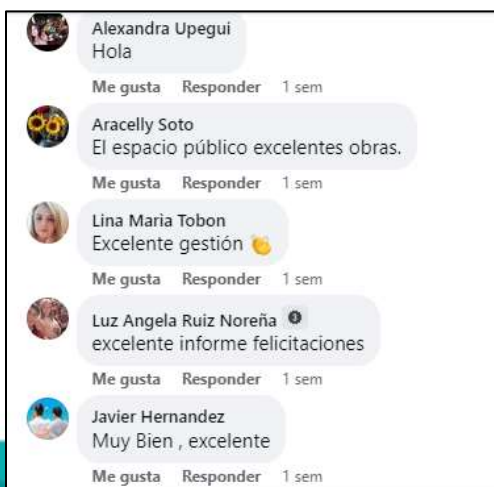 Alexandra Upegui
Hola
Me gusta Responder 1 sem
Aracelly Soto
El espacio público excelentes obras.
Me gusta Responder 1 sem
Lina Maria Tobon
Excelente gestión 👏
Me gusta Responder 1 sem
Luz Angela Ruiz Noreña
excelente informe felicitaciones
Me gusta Responder 1 sem
Javier Hernandez
Muy Bien , excelente
Me gusta Responder 1 sem